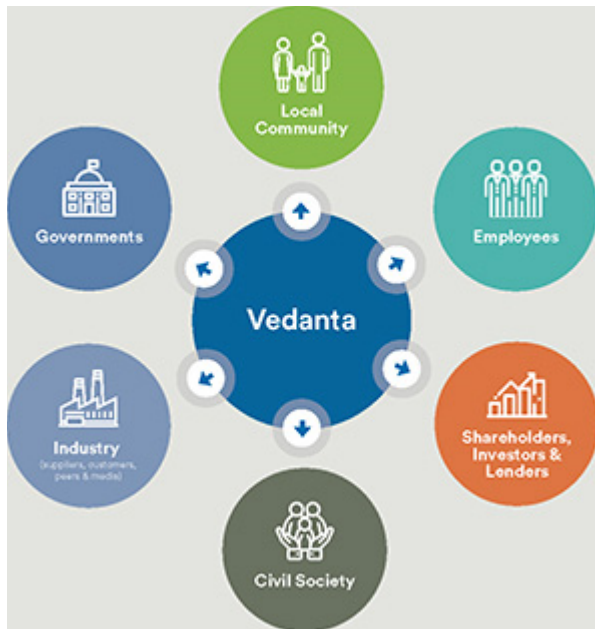 Local
Community
Governments
Employees
Vedanta
Industry
(suppliers, customers,
peers & media)
Shareholders,
Investors &
Lenders
Civil Society